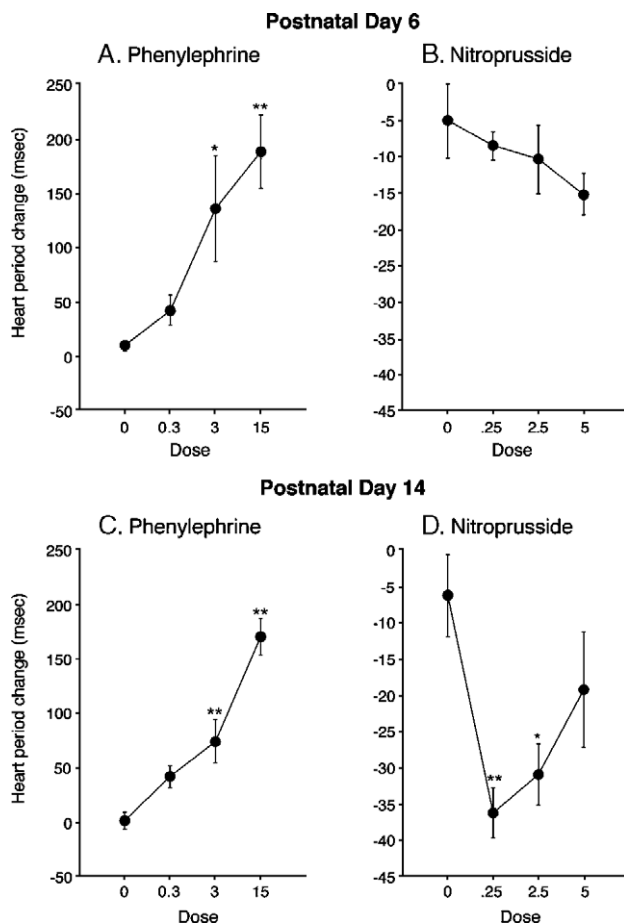 Postnatal Day 6
A. Phenylephrine
Heart period change (msec)
250
200
150
100
50
0
-50
*
**
0 0.3 3 15
Dose
B. Nitroprusside
0
-5
-10
-15
-20
-25
-30
-35
-40
-45
0 .25 2.5 5
Dose
Postnatal Day 14
C. Phenylephrine
Heart period change (msec)
250
200
150
100
50
0
-50
**
**
0 0.3 3 15
Dose
D. Nitroprusside
0
-5
-10
-15
-20
-25
-30
-35
-40
-45
**
*
0 .25 2.5 5
Dose